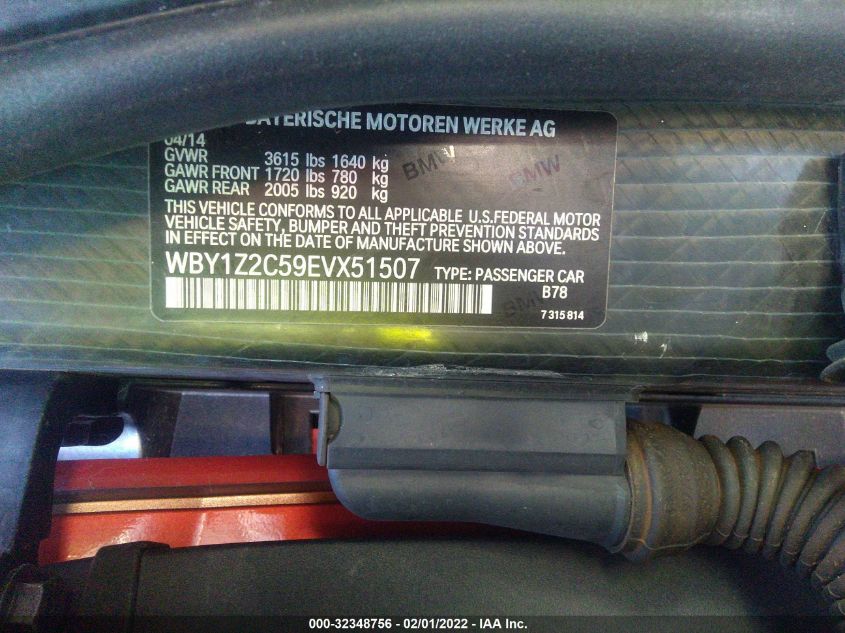 BAYERISCHE MOTOREN WERKE AG
04/14
GVWR 3615 lbs 1640 kg
GAWR FRONT 1720 lbs 780 kg
GAWR REAR 2005 lbs 920 kg
BMW BMW
THIS VEHICLE CONFORMS TO ALL APPLICABLE U.S.FEDERAL MOTOR
VEHICLE SAFETY, BUMPER AND THEFT PREVENTION STANDARDS
IN EFFECT ON THE DATE OF MANUFACTURE SHOWN ABOVE.
WBY1Z2C59EVX51507 TYPE: PASSENGER CAR
B78
7 315 814
000-32348756 - 02/01/2022 - IAA Inc.